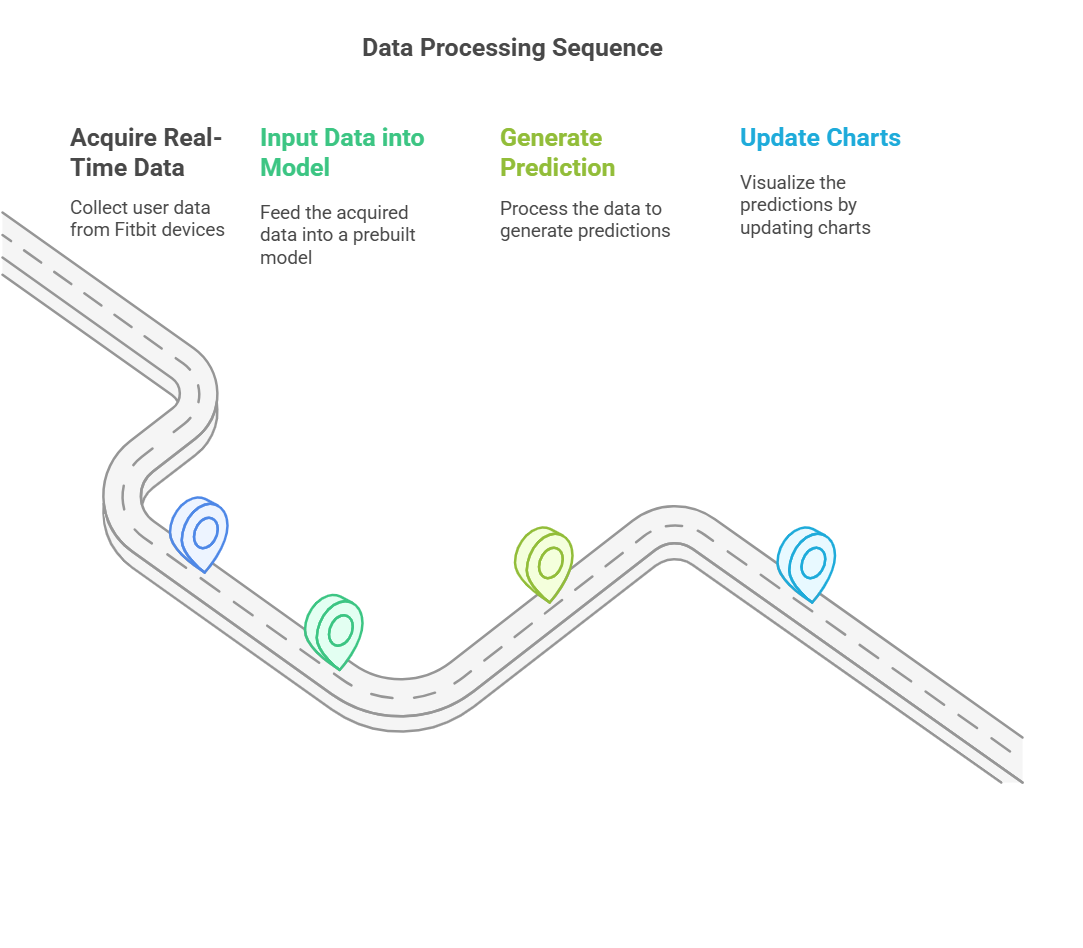 Data Processing Sequence
Acquire Real-
Time Data
Collect user data
from Fitbit devices
Input Data into
Model
Feed the acquired
data into a prebuilt
model
Generate
Prediction
Process the data to
generate predictions
Update Charts
Visualize the
predictions by
updating charts